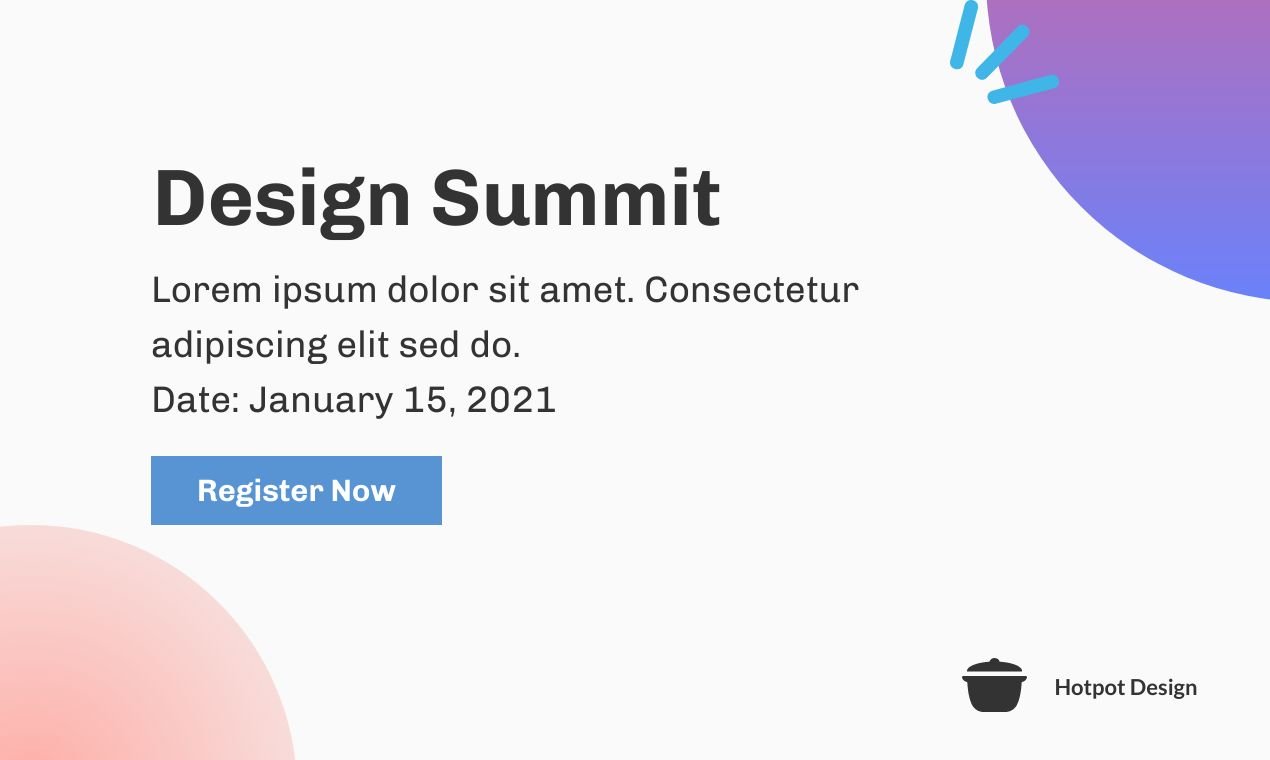 Design Summit
Lorem ipsum dolor sit amet. Consectetur
adipiscing elit sed do.
Date: January 15, 2021
Register Now
Hotpot Design